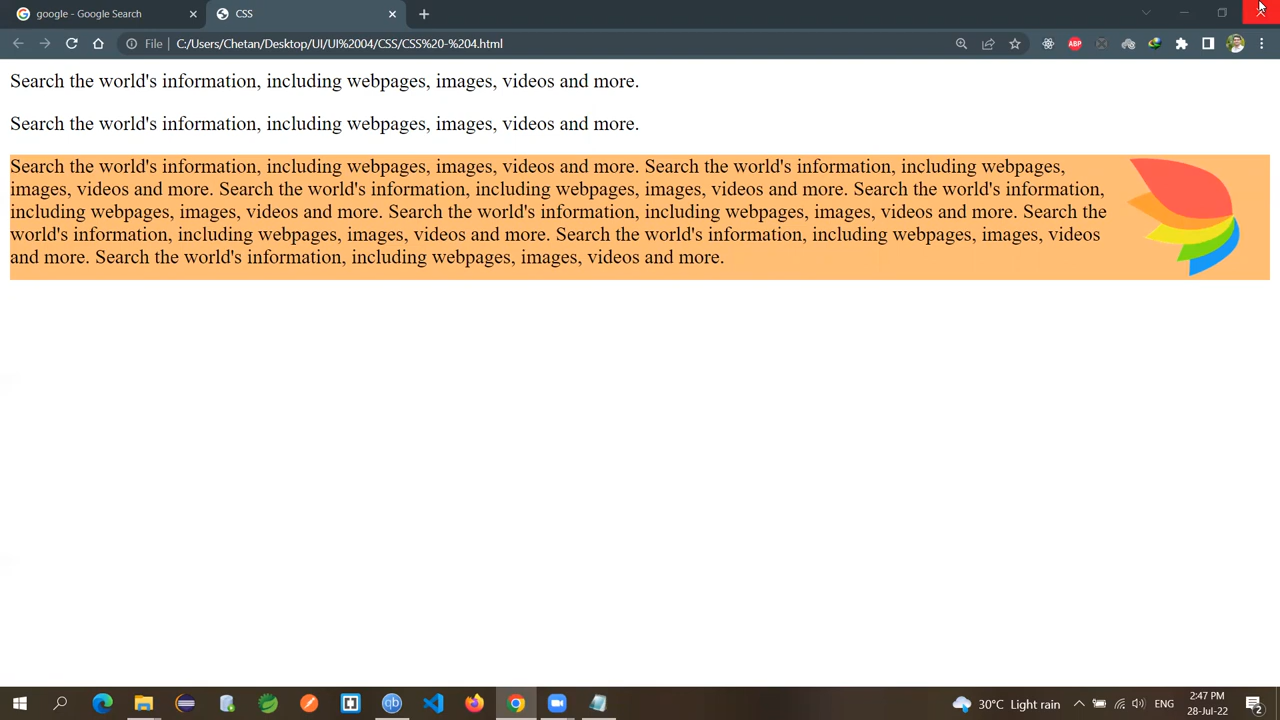 google - Google Search
CSS
File
C:/Users/Chetan/Desktop/UI/UI%2004/CSS/CSS%20-%204.html
ABP
Search the world's information, including webpages, images, videos and more.
Search the world's information, including webpages, images, videos and more.
Search the world's information, including webpages, images, videos and more. Search the world's information, including webpages,
images, videos and more. Search the world's information, including webpages, images, videos and more. Search the world's information,
including webpages, images, videos and more. Search the world's information, including webpages, images, videos and more. Search the
world's information, including webpages, images, videos and more. Search the world's information, including webpages, images, videos
and more. Search the world's information, including webpages, images, videos and more.
qb
30°C Light rain
ENG
2:47 PM
28-Jul-22
2